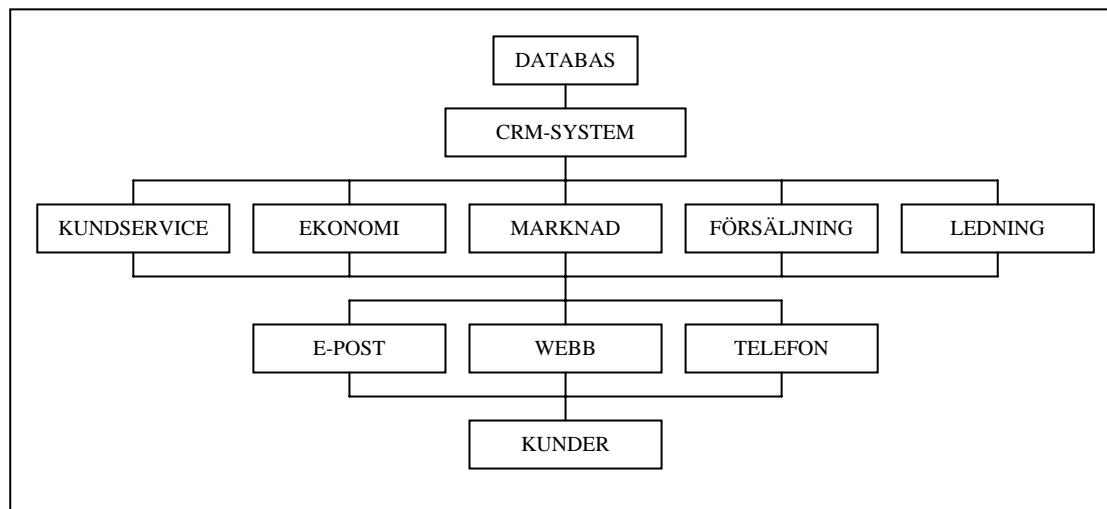 DATABAS
CRM-SYSTEM
KUNDSERVICE
EKONOMI
MARKNAD
FÖRSÄLJNING
LEDNING
E-POST
WEBB
TELEFON
KUNDER